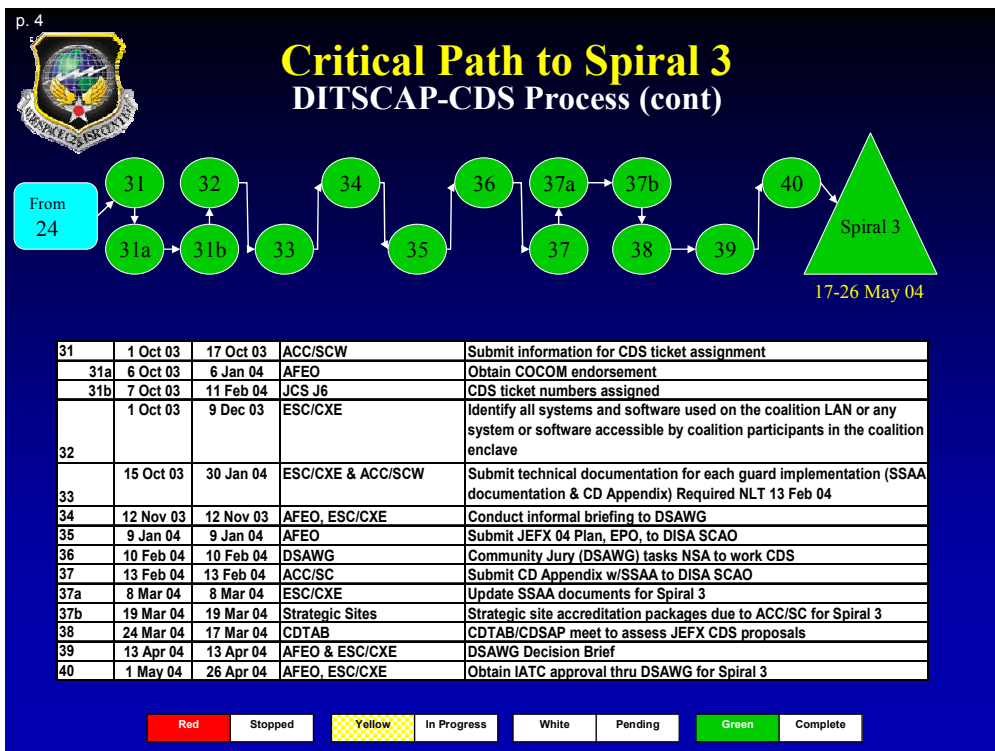 p. 4
AEROSPACE C2 & ISR CENTER
Critical Path to Spiral 3
DITSCAP-CDS Process (cont)
From
24
31
32
34
36
37a
37b
40
31a
31b
33
35
37
38
39
Spiral 3
17-26 May 04
31 1 Oct 03 17 Oct 03 ACC/SCW Submit information for CDS ticket assignment
31a 6 Oct 03 6 Jan 04 AFEO Obtain COCOM endorsement
31b 7 Oct 03 11 Feb 04 JCS J6 CDS ticket numbers assigned
1 Oct 03 9 Dec 03 ESC/CXE Identify all systems and software used on the coalition LAN or any
system or software accessible by coalition participants in the coalition
32 enclave
15 Oct 03 30 Jan 04 ESC/CXE & ACC/SCW Submit technical documentation for each guard implementation (SSAA
33 documentation & CD Appendix) Required NLT 13 Feb 04
34 12 Nov 03 12 Nov 03 AFEO, ESC/CXE Conduct informal briefing to DSAWG
35 9 Jan 04 9 Jan 04 AFEO Submit JEFX 04 Plan, EPO, to DISA SCAO
36 10 Feb 04 10 Feb 04 DSAWG Community Jury (DSAWG) tasks NSA to work CDS
37 13 Feb 04 13 Feb 04 ACC/SC Submit CD Appendix w/SSAA to DISA SCAO
37a 8 Mar 04 8 Mar 04 ESC/CXE Update SSAA documents for Spiral 3
37b 19 Mar 04 19 Mar 04 Strategic Sites Strategic site accreditation packages due to ACC/SC for Spiral 3
38 24 Mar 04 17 Mar 04 CDTAB CDTAB/CDSAP meet to assess JEFX CDS proposals
39 13 Apr 04 13 Apr 04 AFEO & ESC/CXE DSAWG Decision Brief
40 1 May 04 26 Apr 04 AFEO, ESC/CXE Obtain IATC approval thru DSAWG for Spiral 3
Red Stopped Yellow In Progress White Pending Green Complete